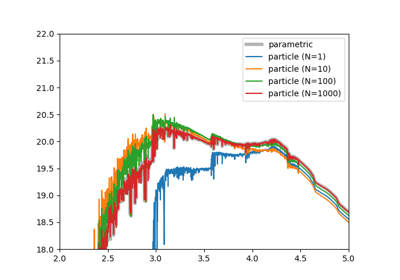 22.0
21.5
21.0
20.5
20.0
19.5
19.0
18.5
18.0
2.0 2.5 3.0 3.5 4.0 4.5 5.0
parametric
particle (N=1)
particle (N=10)
particle (N=100)
particle (N=1000)